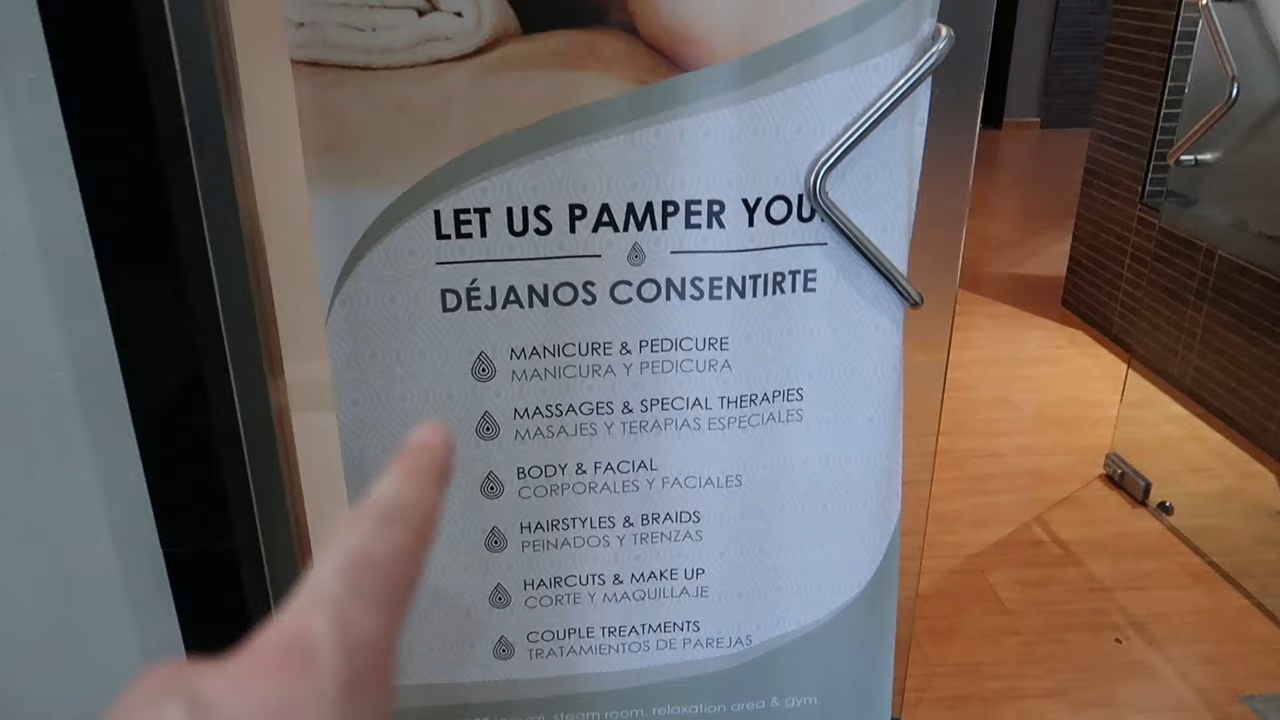 LET US PAMPER YOU
DÉJANOS CONSENTIRTE
MANICURE & PEDICURE
MANICURA Y PEDICURA
MASSAGES & SPECIAL THERAPIES
MASAJES Y TERAPIAS ESPECIALES
BODY & FACIAL
CORPORALES Y FACIALES
HAIRSTYLES & BRAIDS
PEINADOS Y TRENZAS
HAIRCUTS & MAKE UP
CORTE Y MAQUILLAJE
COUPLE TREATMENTS
TRATAMIENTOS DE PAREJAS
steam room, relaxation area & gym.